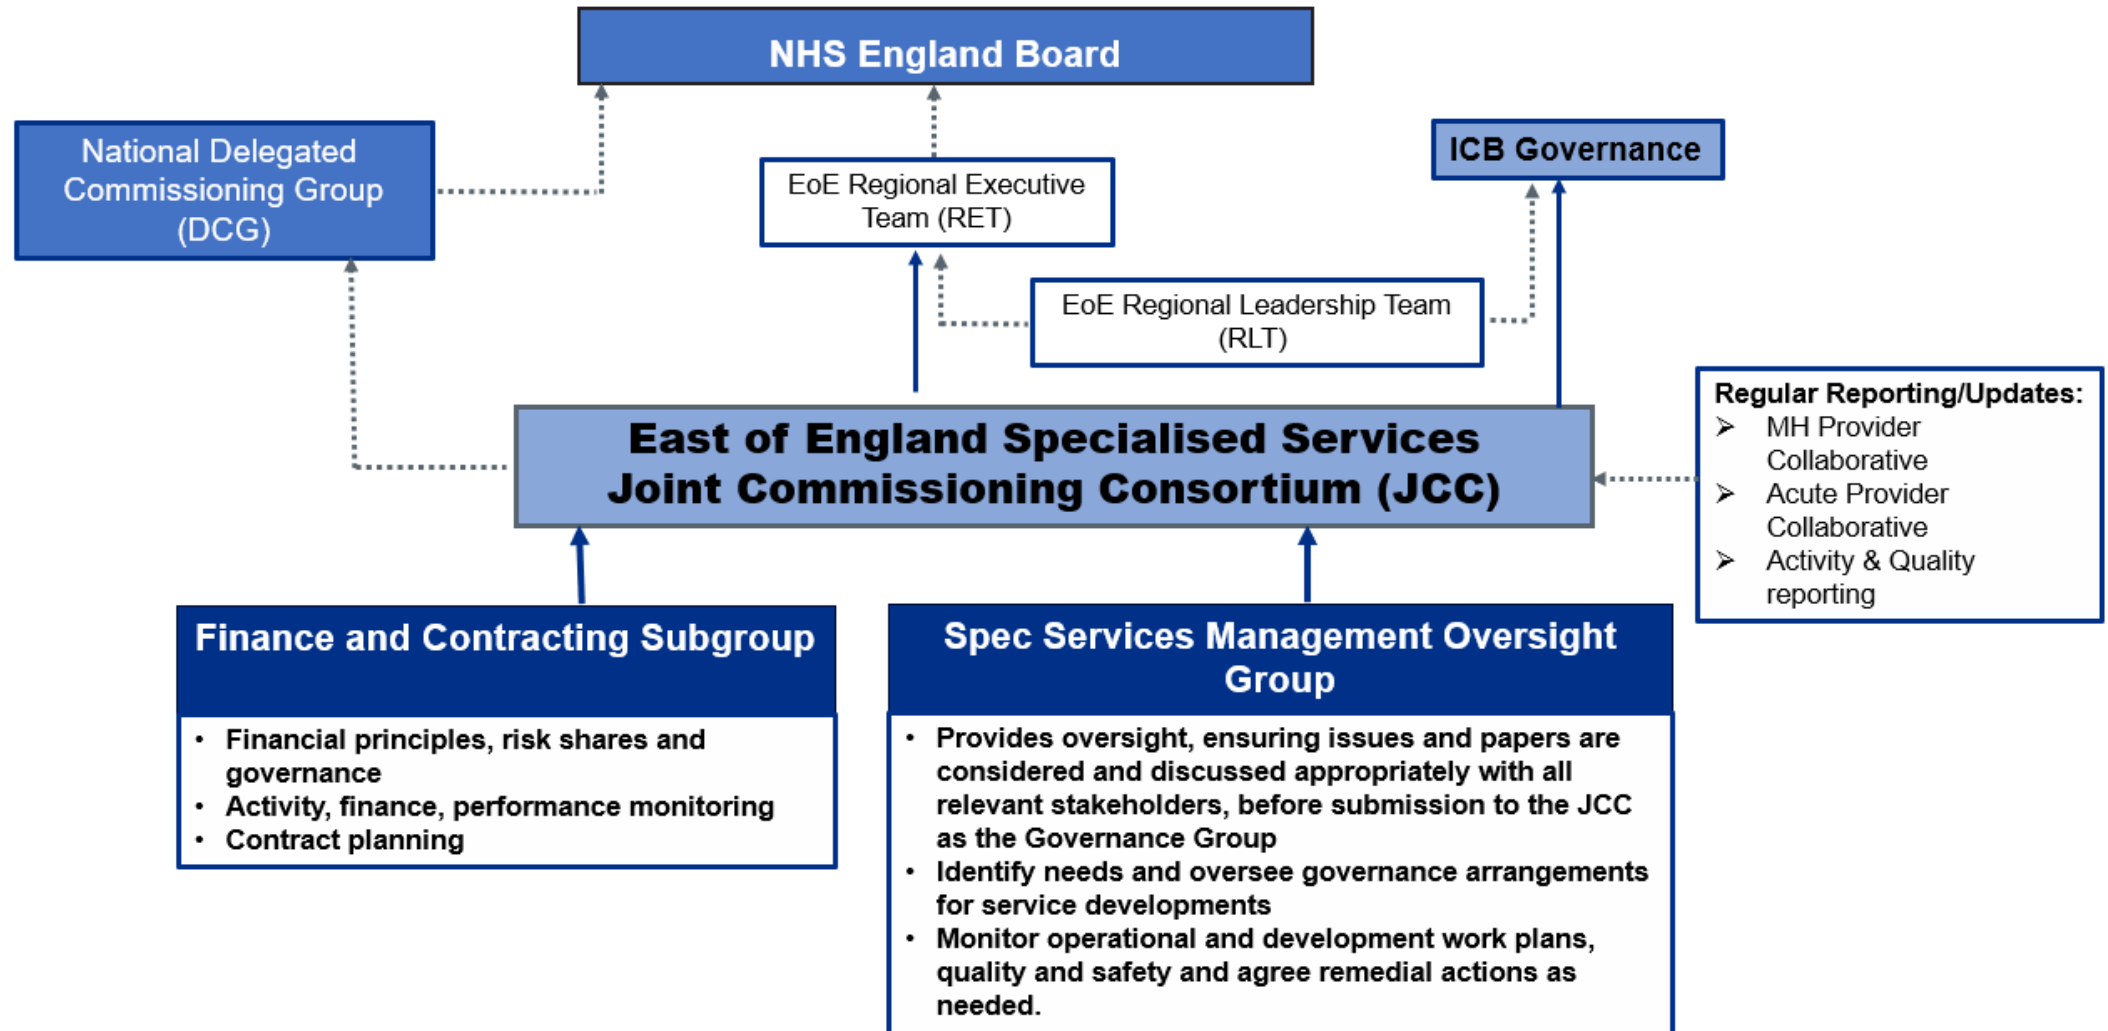 NHS England Board
National Delegated
Commissioning Group
(DCG)
EoE Regional Executive
Team (RET)
ICB Governance
EoE Regional Leadership Team
(RLT)
East of England Specialised Services
Joint Commissioning Consortium (JCC)
Regular Reporting/Updates:
➢ MH Provider
Collaborative
➢ Acute Provider
Collaborative
➢ Activity & Quality
reporting
Finance and Contracting Subgroup
• Financial principles, risk shares and
governance
• Activity, finance, performance monitoring
• Contract planning
Spec Services Management Oversight
Group
• Provides oversight, ensuring issues and papers are
considered and discussed appropriately with all
relevant stakeholders, before submission to the JCC
as the Governance Group
• Identify needs and oversee governance arrangements
for service developments
• Monitor operational and development work plans,
quality and safety and agree remedial actions as
needed.